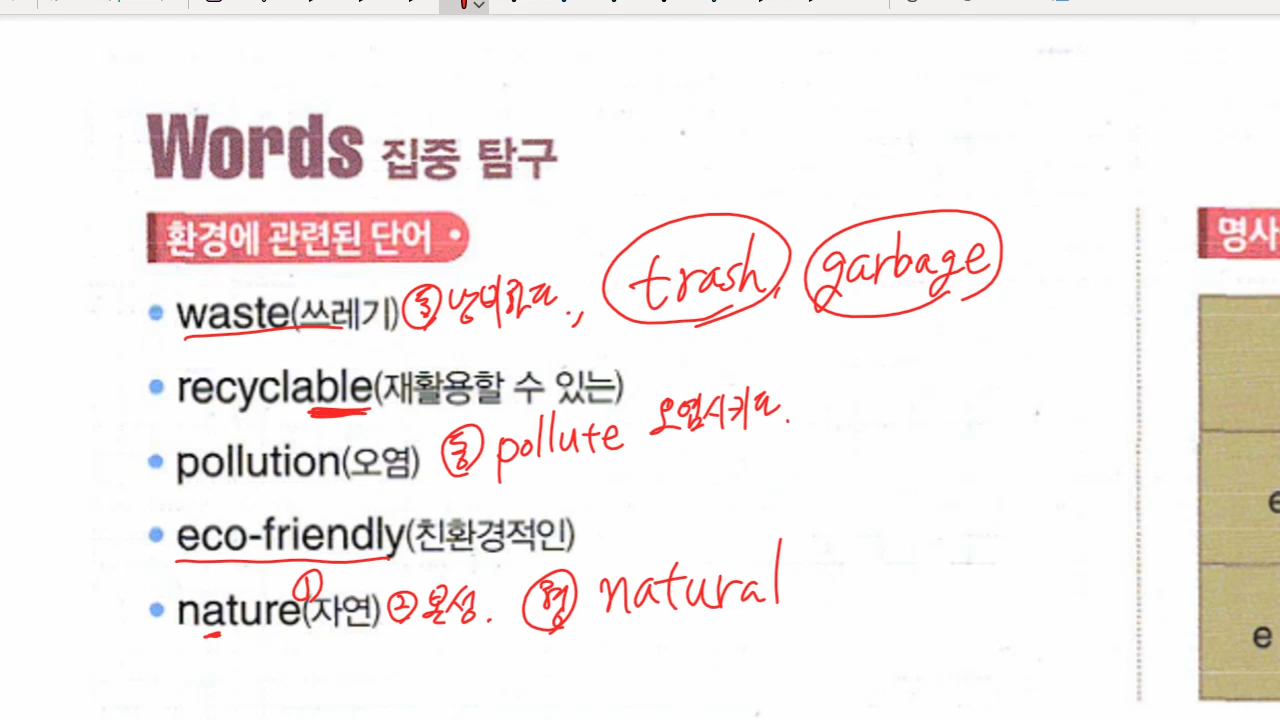 Words 집중 탐구
환경에 관련된 단어
명사
waste(쓰레기) 동 낭비한다., trash, garbage
recyclable(재활용할 수 있는)
pollution(오염) 동 pollute 오염시키다.
e
eco-friendly(친환경적인)
nature(①자연) ②본성. 형 natural
e